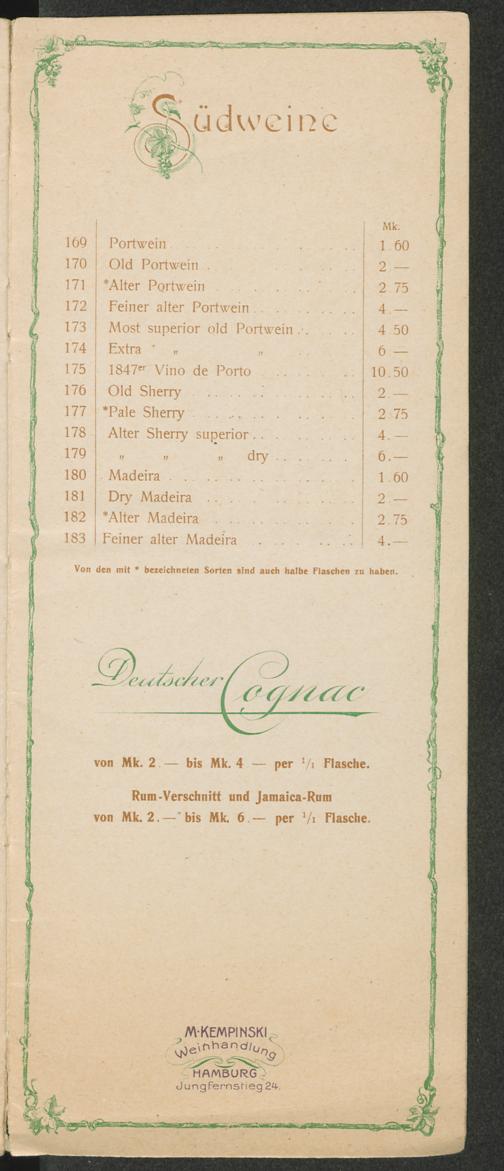 Südweine
Mk.
169 Portwein 1 60
170 Old Portwein 2 —
171 *Alter Portwein 2 75
172 Feiner alter Portwein 4 —
173 Most superior old Portwein 4 50
174 Extra " „ „ 6 —
175 1847er Vino de Porto 10.50
176 Old Sherry 2 —
177 *Pale Sherry 2 75
178 Alter Sherry superior 4.—
179 „ „ „ dry 6.—
180 Madeira 1 60
181 Dry Madeira 2 —
182 *Alter Madeira 2 75
183 Feiner alter Madeira 4.—
Von den mit * bezeichneten Sorten sind auch halbe Flaschen zu haben.
Deutscher Cognac
von Mk. 2 — bis Mk. 4 — per 1/1 Flasche.
Rum-Verschnitt und Jamaica-Rum
von Mk. 2.— bis Mk. 6.— per 1/1 Flasche.
M·KEMPINSKI
Weinhandlung
HAMBURG
Jungfernstieg 24.